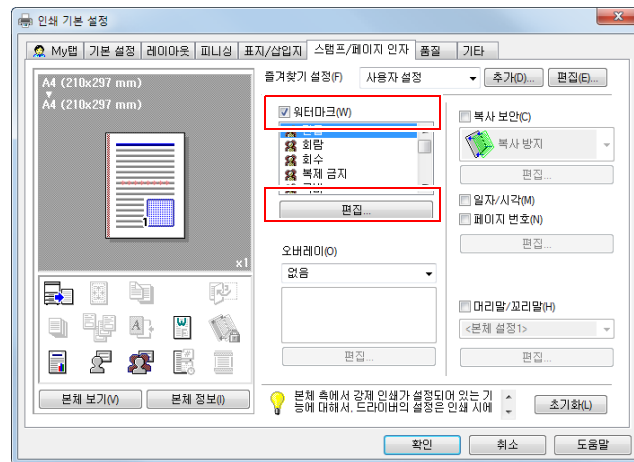 인쇄 기본 설정
My탭 기본 설정 레이아웃 피니싱 표지/삽입지 스탬프/페이지 인자 품질 기타
A4 (210x297 mm)
A4 (210x297 mm)
1
x1
즐겨찾기 설정(F) 사용자 설정 추가(D)... 편집(E)...
워터마크(W)
회람
회수
복제 금지
편집...
오버레이(O)
없음
편집...
복사 보안(C)
복사 방지
편집...
일자/시각(M)
페이지 번호(N)
편집...
머리말/꼬리말(H)
<본체 설정1>
편집...
본체 보기(V) 본체 정보(I)
본체 측에서 강제 인쇄가 설정되어 있는 기
능에 대해서, 드라이버의 설정은 인쇄 시에
초기화(L)
확인 취소 도움말